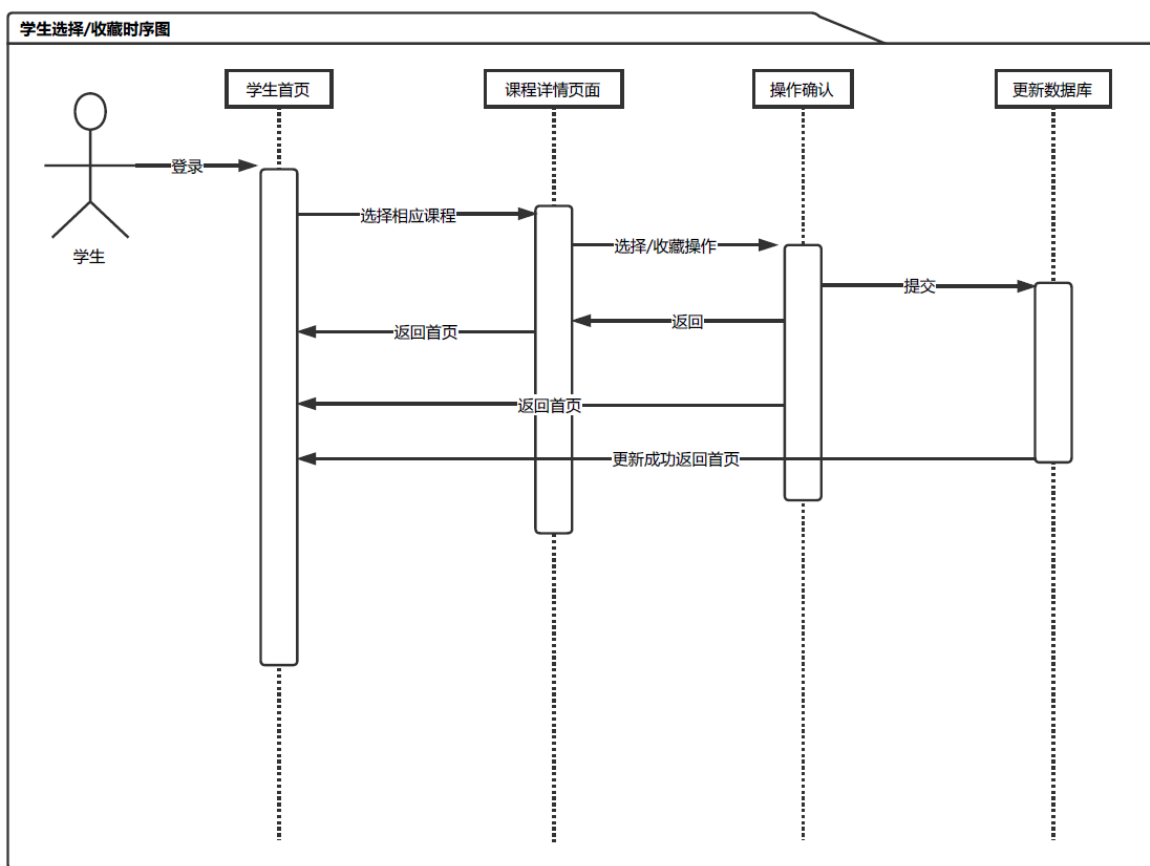 学生选择/收藏时序图
学生首页
课程详情页面
操作确认
更新数据库
登录
选择相应课程
选择/收藏操作
学生
提交
返回
返回首页
返回首页
更新成功返回首页